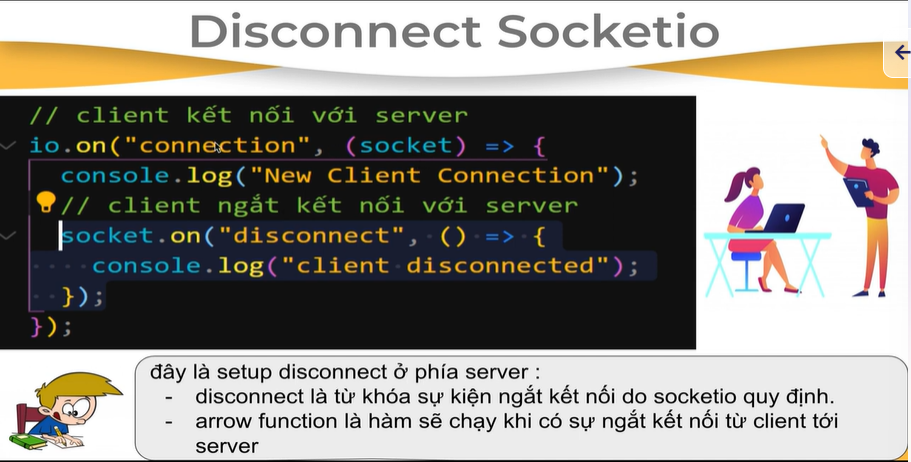 Disconnect Socketio
// client kết nối với server
io.on("connection", (socket) => {
console.log("New Client Connection");
// client ngắt kết nối với server
socket.on("disconnect", () => {
console.log("client disconnected");
});
});
đây là setup disconnect ở phía server :
- disconnect là từ khóa sự kiện ngắt kết nối do socketio quy định.
- arrow function là hàm sẽ chạy khi có sự ngắt kết nối từ client tới
server